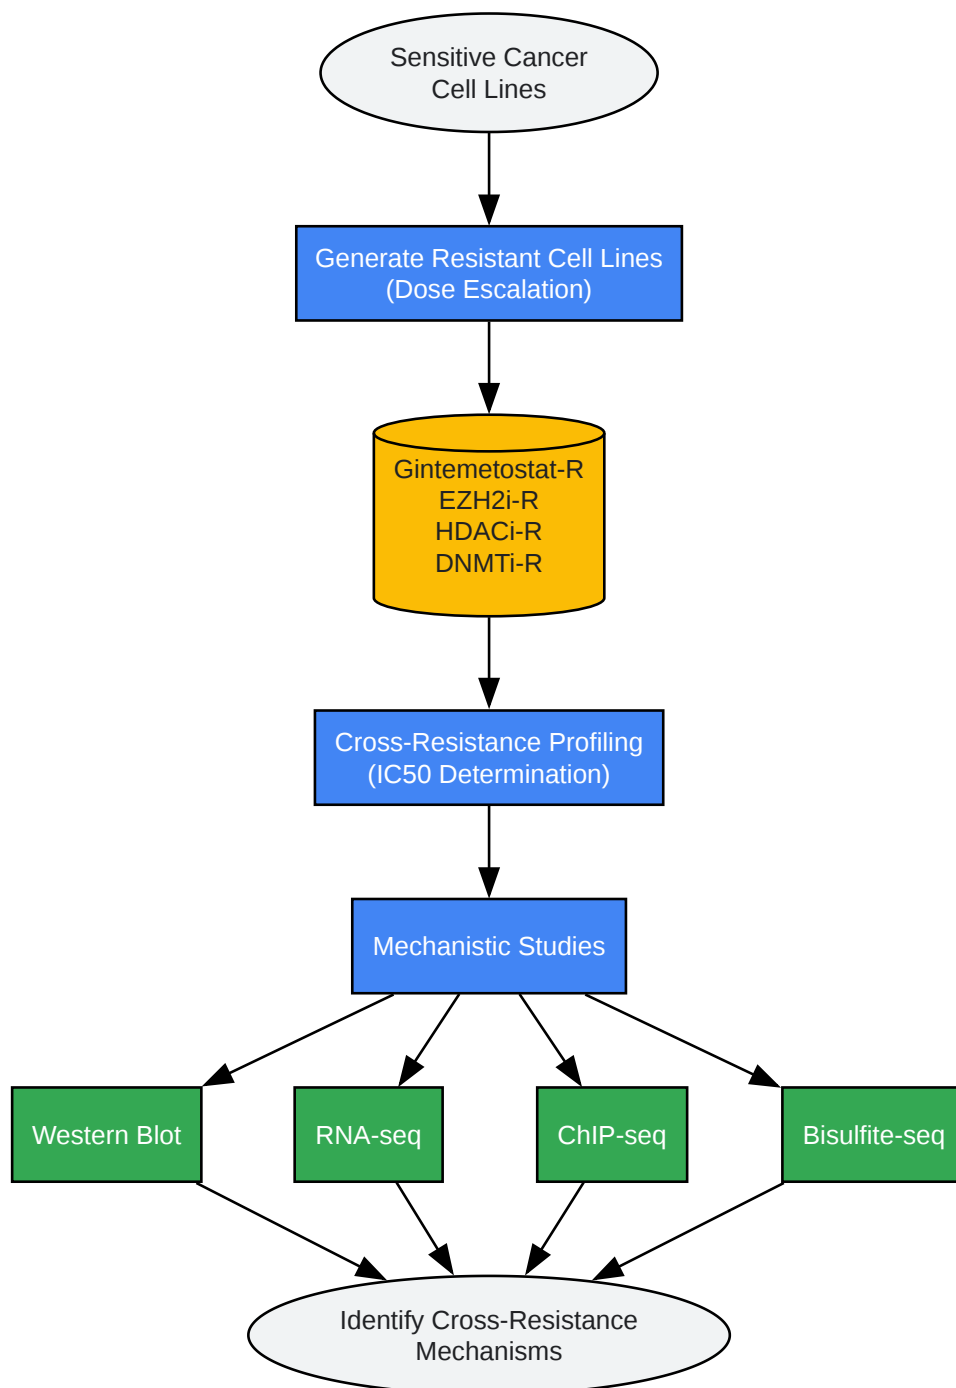 Sensitive Cancer
Cell Lines
Generate Resistant Cell Lines
(Dose Escalation)
Gintemetostat-R
EZH2i-R
HDACi-R
DNMTi-R
Cross-Resistance Profiling
(IC50 Determination)
Mechanistic Studies
Western Blot
RNA-seq
ChIP-seq
Bisulfite-seq
Identify Cross-Resistance
Mechanisms